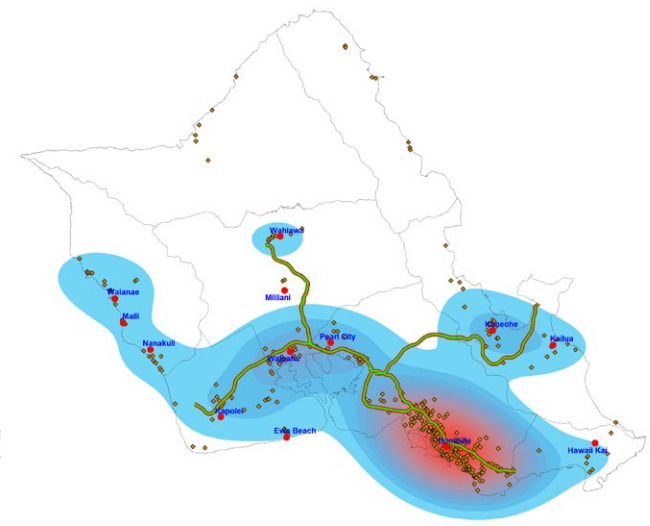 Wahiawa
Mililani
Waianae
Maili
Nanakuli
Pearl City
Waipahu
Kaneohe
Kailua
Kapolei
Ewa Beach
Honolulu
Hawaii Kai